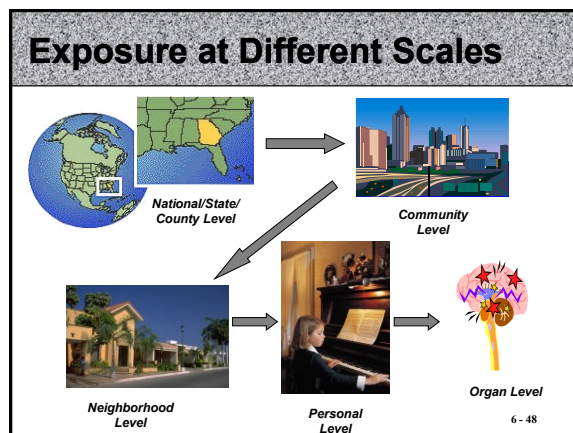 Exposure at Different Scales
National/State/
County Level
Community
Level
Neighborhood
Level
Personal
Level
Organ Level
6 - 48